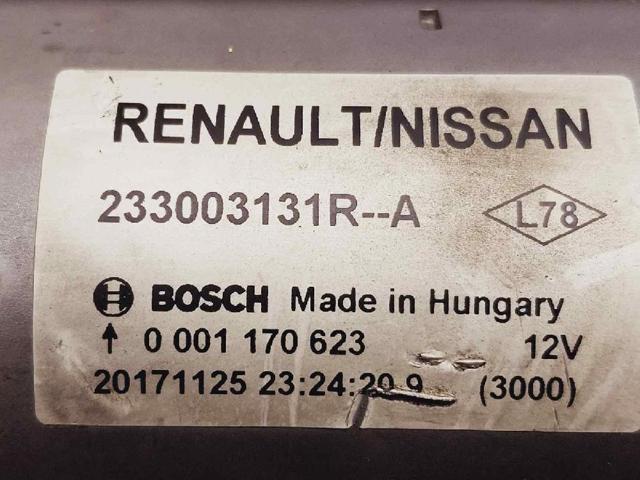 RENAULT/NISSAN
233003131R--A L78
BOSCH Made in Hungary
↑ 0 001 170 623 12V
20171125 23:24:20.9 (3000)